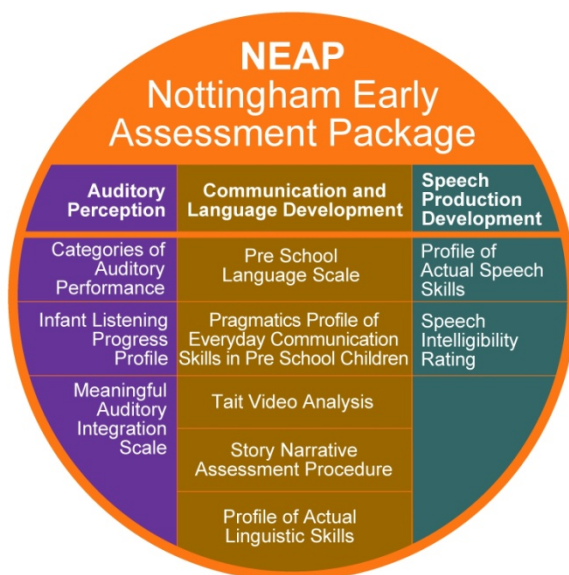 NEAP
Nottingham Early
Assessment Package
Auditory
Perception
Communication and
Language Development
Speech
Production
Development
Categories of
Auditory
Performance
Pre School
Language Scale
Profile of
Actual Speech
Skills
Infant Listening
Progress
Profile
Pragmatics Profile of
Everyday Communication
Skills in Pre School Children
Speech
Intelligibility
Rating
Meaningful
Auditory
Integration
Scale
Tait Video Analysis
Story Narrative
Assessment Procedure
Profile of Actual
Linguistic Skills